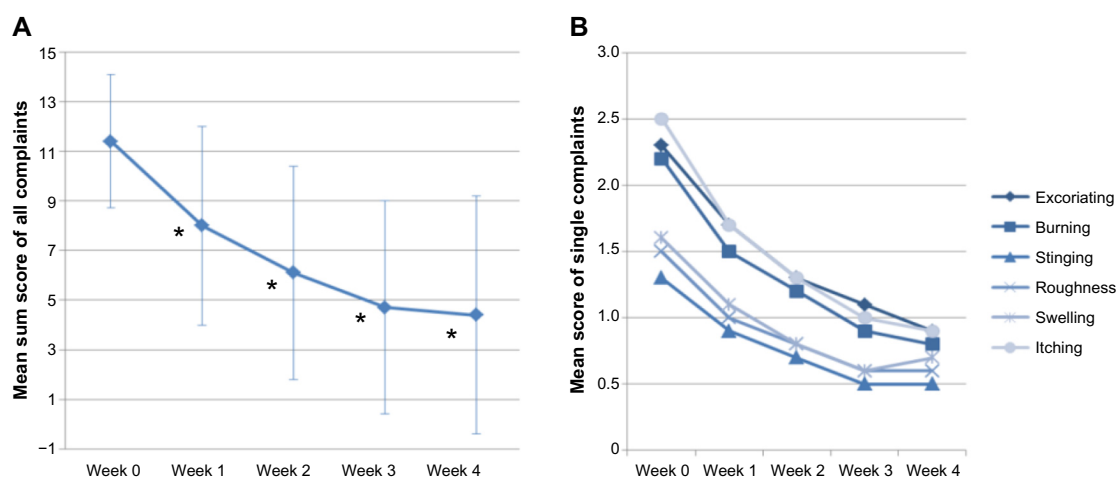 A
Mean sum score of all complaints
15
13
11
9
7
5
3
1
−1
*
*
*
*
Week 0 Week 1 Week 2 Week 3 Week 4
B
Mean score of single complaints
3.0
2.5
2.0
1.5
1.0
0.5
0
Week 0 Week 1 Week 2 Week 3 Week 4
Excoriating
Burning
Stinging
Roughness
Swelling
Itching